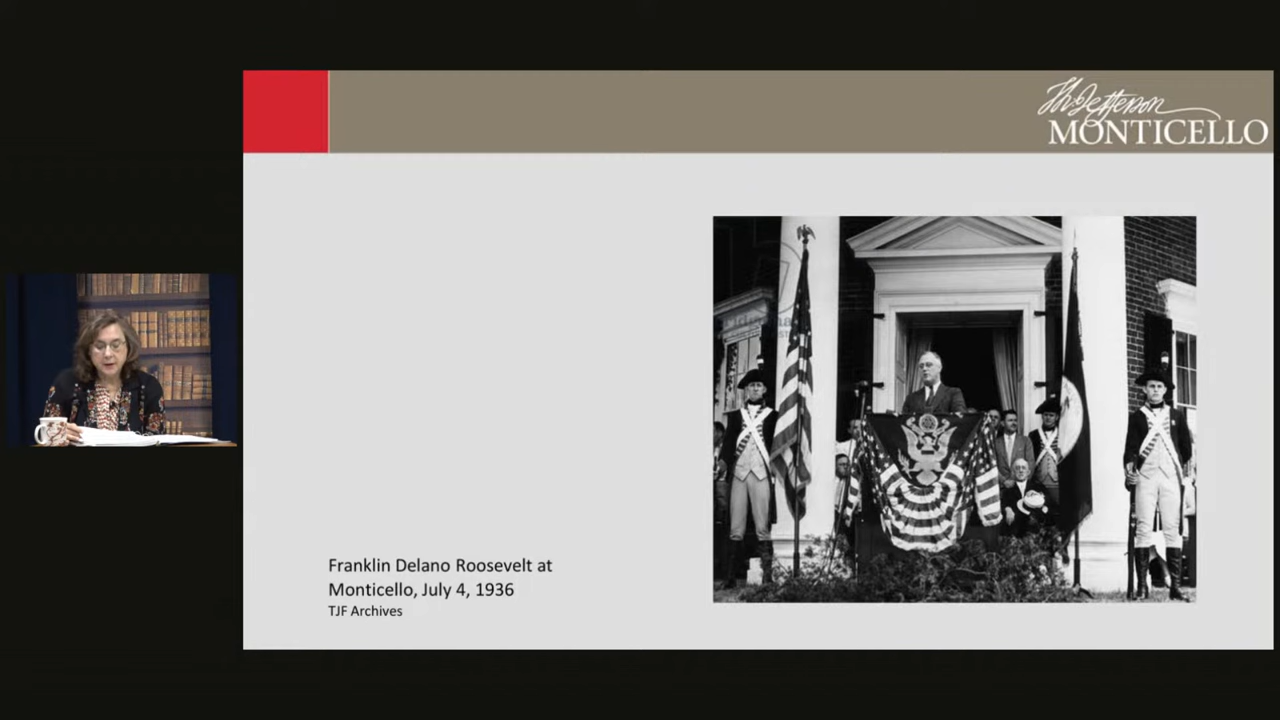 Th. Jefferson
MONTICELLO
Franklin Delano Roosevelt at
Monticello, July 4, 1936
TJF Archives